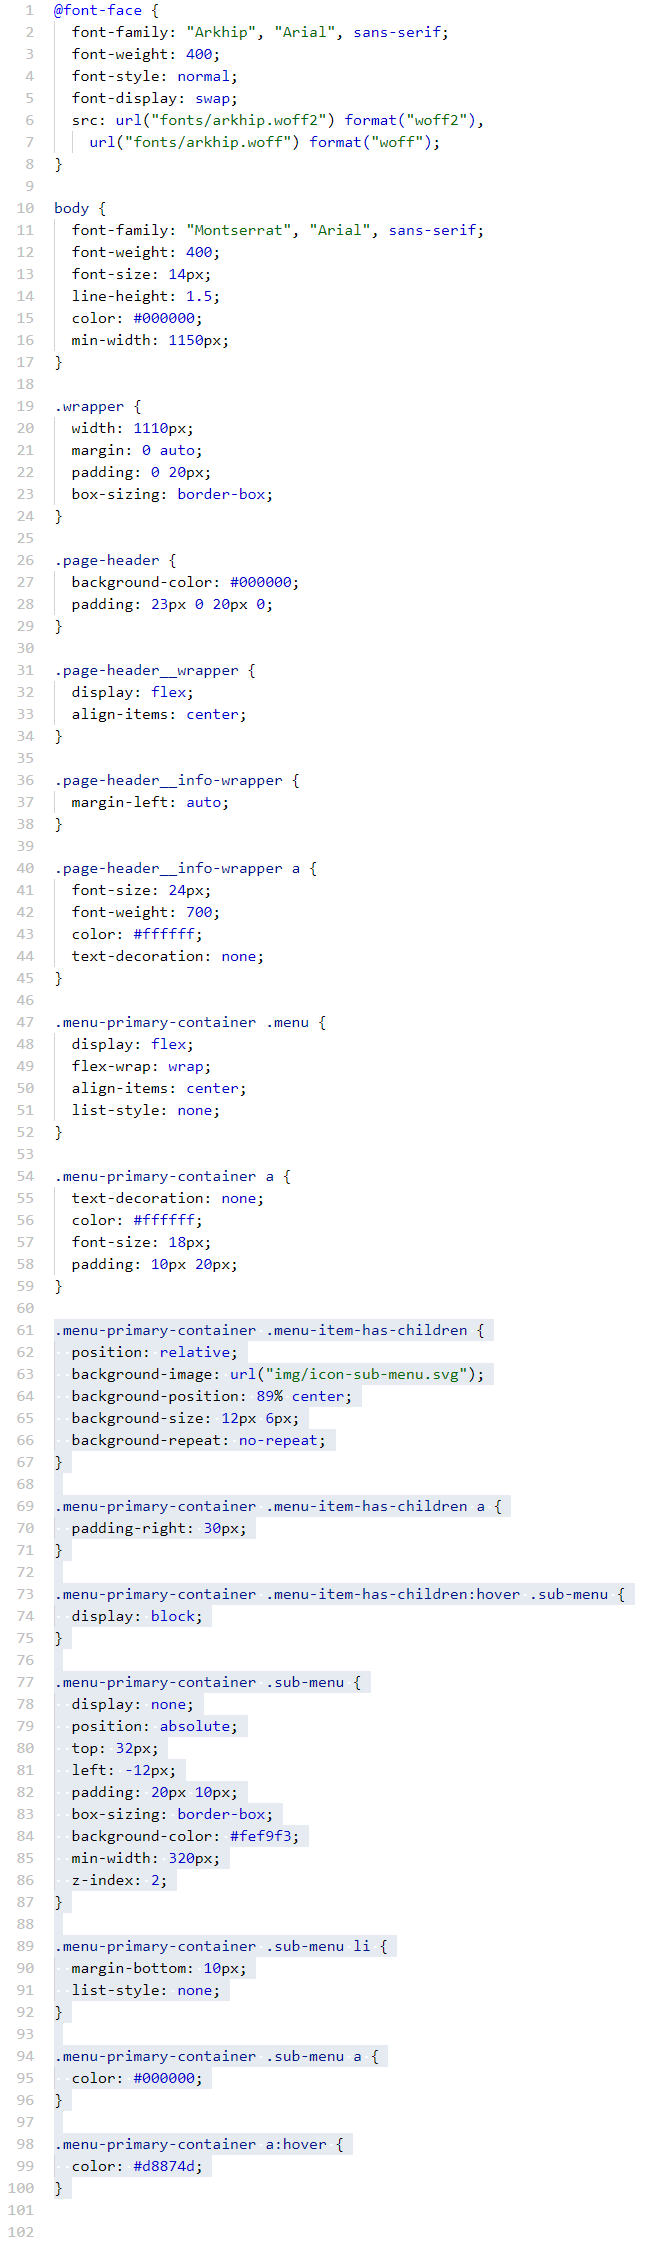 1 @font-face {
2   font-family: "Arkhip", "Arial", sans-serif;
3   font-weight: 400;
4   font-style: normal;
5   font-display: swap;
6   src: url("fonts/arkhip.woff2") format("woff2"),
7     url("fonts/arkhip.woff") format("woff");
8 }
9
10 body {
11   font-family: "Montserrat", "Arial", sans-serif;
12   font-weight: 400;
13   font-size: 14px;
14   line-height: 1.5;
15   color: #000000;
16   min-width: 1150px;
17 }
18
19 .wrapper {
20   width: 1110px;
21   margin: 0 auto;
22   padding: 0 20px;
23   box-sizing: border-box;
24 }
25
26 .page-header {
27   background-color: #000000;
28   padding: 23px 0 20px 0;
29 }
30
31 .page-header__wrapper {
32   display: flex;
33   align-items: center;
34 }
35
36 .page-header__info-wrapper {
37   margin-left: auto;
38 }
39
40 .page-header__info-wrapper a {
41   font-size: 24px;
42   font-weight: 700;
43   color: #ffffff;
44   text-decoration: none;
45 }
46
47 .menu-primary-container .menu {
48   display: flex;
49   flex-wrap: wrap;
50   align-items: center;
51   list-style: none;
52 }
53
54 .menu-primary-container a {
55   text-decoration: none;
56   color: #ffffff;
57   font-size: 18px;
58   padding: 10px 20px;
59 }
60
61 .menu-primary-container .menu-item-has-children {
62   position: relative;
63   background-image: url("img/icon-sub-menu.svg");
64   background-position: 89% center;
65   background-size: 12px 6px;
66   background-repeat: no-repeat;
67 }
68
69 .menu-primary-container .menu-item-has-children a {
70   padding-right: 30px;
71 }
72
73 .menu-primary-container .menu-item-has-children:hover .sub-menu {
74   display: block;
75 }
76
77 .menu-primary-container .sub-menu {
78   display: none;
79   position: absolute;
80   top: 32px;
81   left: -12px;
82   padding: 20px 10px;
83   box-sizing: border-box;
84   background-color: #fef9f3;
85   min-width: 320px;
86   z-index: 2;
87 }
88
89 .menu-primary-container .sub-menu li {
90   margin-bottom: 10px;
91   list-style: none;
92 }
93
94 .menu-primary-container .sub-menu a {
95   color: #000000;
96 }
97
98 .menu-primary-container a:hover {
99   color: #d8874d;
100 }
101
102